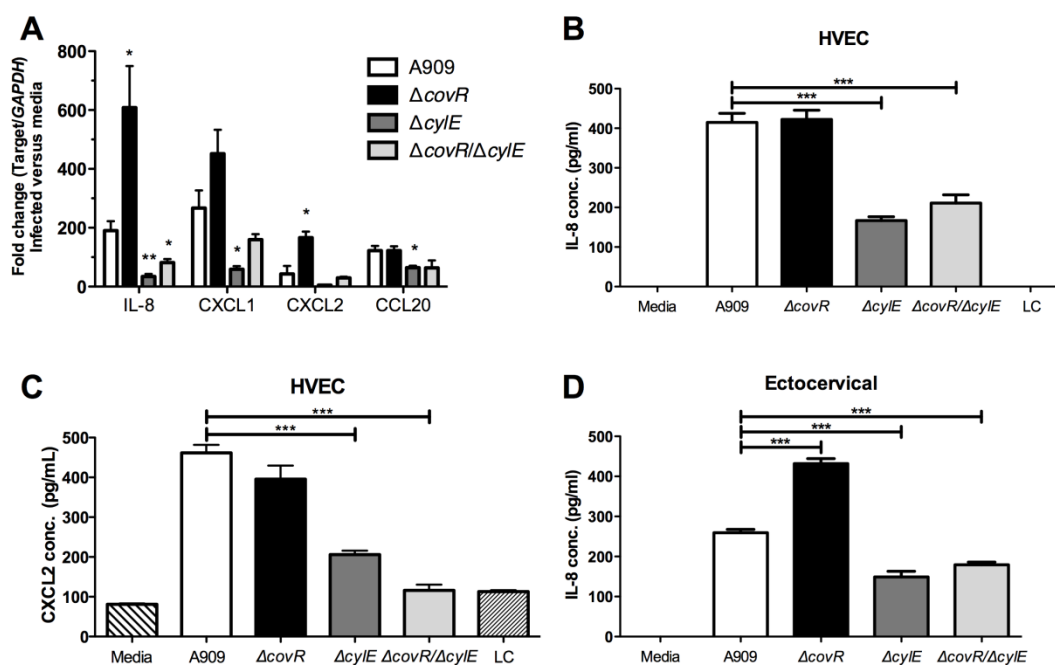 A
Fold change (Target/GAPDH)
Infected versus media
800
600
400
200
0
*
** *
*
*
*
IL-8 CXCL1 CXCL2 CCL20
A909
ΔcovR
ΔcylE
ΔcovR/ΔcylE
B
HVEC
IL-8 conc. (pg/ml)
500
400
300
200
100
0
***
***
Media A909 ΔcovR ΔcylE ΔcovR/ΔcylE LC
C
HVEC
CXCL2 conc. (pg/mL)
500
400
300
200
100
0
***
***
Media A909 ΔcovR ΔcylE ΔcovR/ΔcylE LC
D
Ectocervical
IL-8 conc. (pg/ml)
500
400
300
200
100
0
***
***
***
Media A909 ΔcovR ΔcylE ΔcovR/ΔcylE